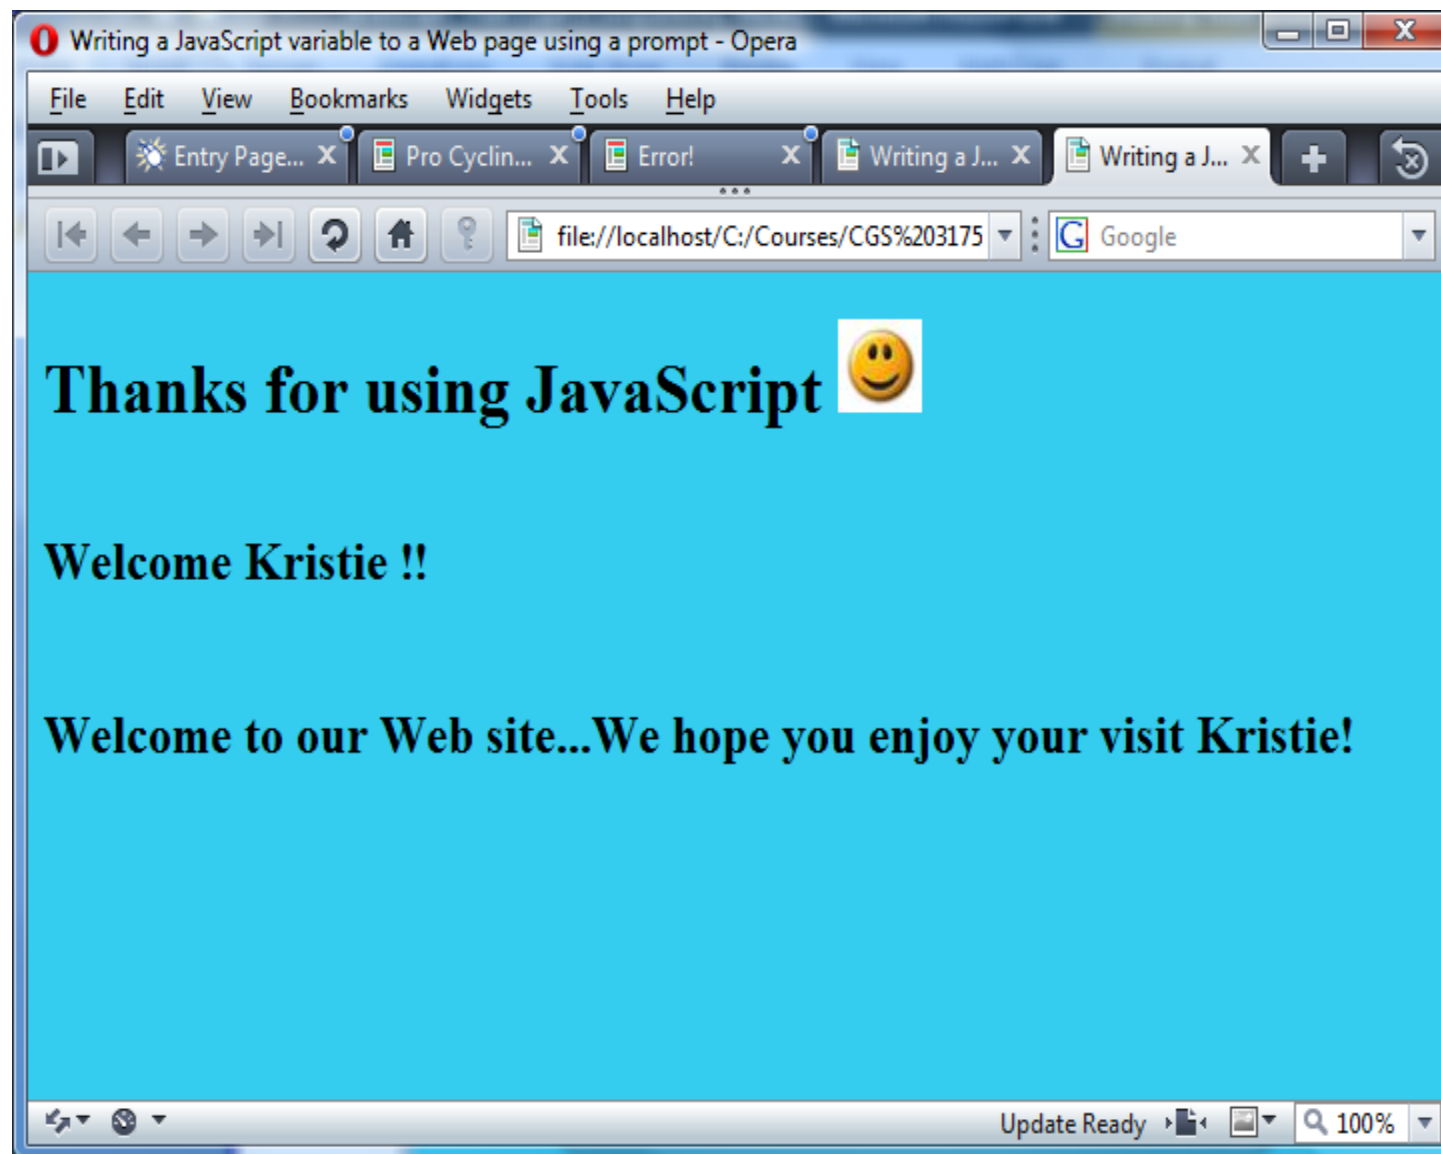 Writing a JavaScript variable to a Web page using a prompt - Opera
File Edit View Bookmarks Widgets Tools Help
Entry Page... X Pro Cyclin... X Error! X Writing a J... X Writing a J... X
file://localhost/C:/Courses/CGS%203175 Google
Thanks for using JavaScript
Welcome Kristie !!
Welcome to our Web site...We hope you enjoy your visit Kristie!
Update Ready 100%